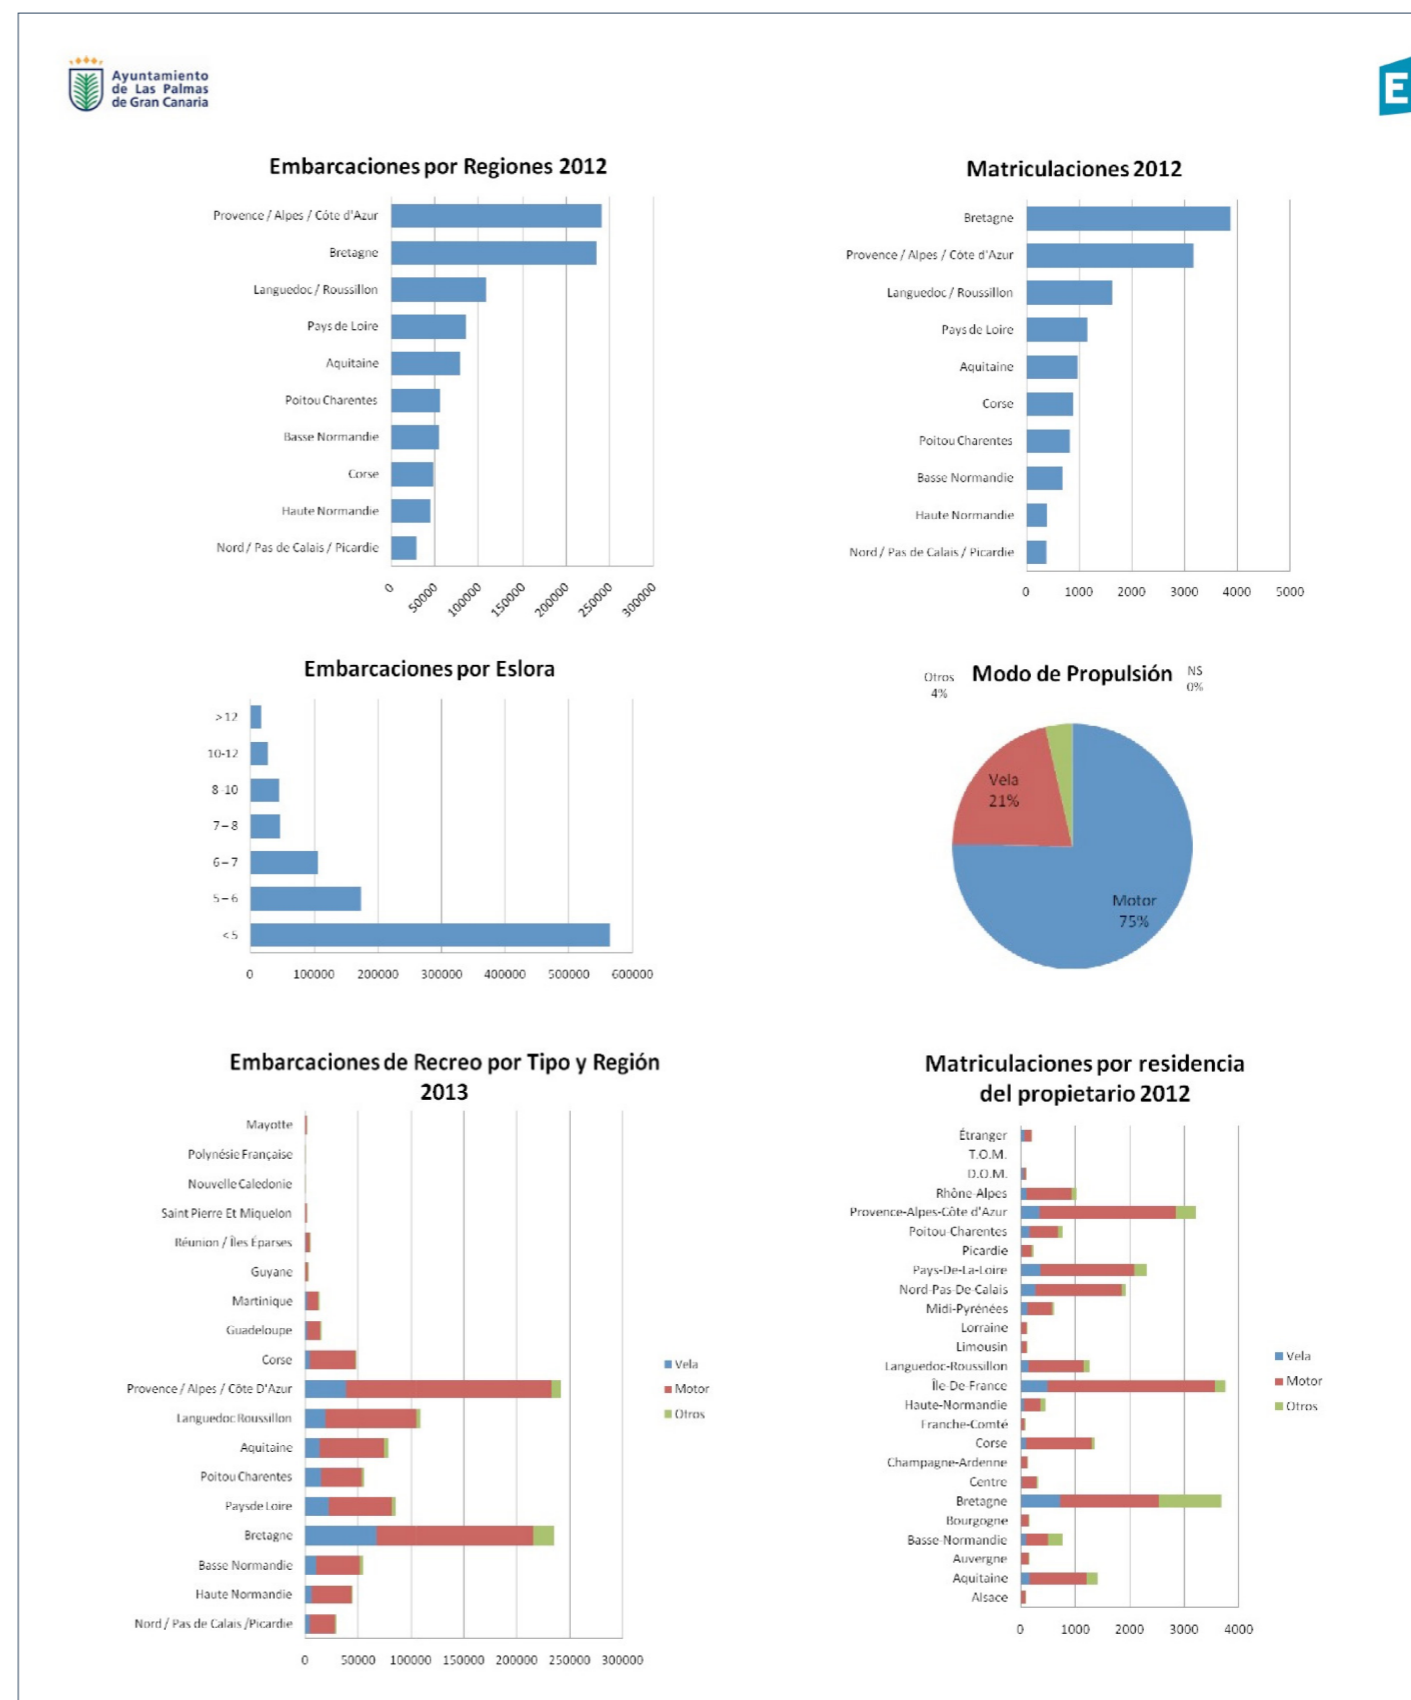 Ayuntamiento
de Las Palmas
de Gran Canaria
E
Embarcaciones por Regiones 2012
Provence / Alpes / Côte d'Azur
Bretagne
Languedoc / Roussillon
Pays de Loire
Aquitaine
Poitou Charentes
Basse Normandie
Corse
Haute Normandie
Nord / Pas de Calais / Picardie
0 50000 100000 150000 200000 250000 300000
Matriculaciones 2012
Bretagne
Provence / Alpes / Côte d'Azur
Languedoc / Roussillon
Pays de Loire
Aquitaine
Corse
Poitou Charentes
Basse Normandie
Haute Normandie
Nord / Pas de Calais / Picardie
0 1000 2000 3000 4000 5000
Embarcaciones por Eslora
> 12
10-12
8-10
7 – 8
6 – 7
5 – 6
< 5
0 100000 200000 300000 400000 500000 600000
Modo de Propulsión
Otros
4%
NS
0%
Vela
21%
Motor
75%
Embarcaciones de Recreo por Tipo y Región
2013
Mayotte
Polynésie Française
Nouvelle Caledonie
Saint Pierre Et Miquelon
Réunion / Îles Éparses
Guyane
Martinique
Guadeloupe
Corse
Provence / Alpes / Côte D'Azur
Languedoc Roussillon
Aquitaine
Poitou Charentes
Paysde Loire
Bretagne
Basse Normandie
Haute Normandie
Nord / Pas de Calais /Picardie
0 50000 100000 150000 200000 250000 300000
Vela
Motor
Otros
Matriculaciones por residencia
del propietario 2012
Étranger
T.O.M.
D.O.M.
Rhône-Alpes
Provence-Alpes-Côte d'Azur
Poitou-Charentes
Picardie
Pays-De-La-Loire
Nord-Pas-De-Calais
Midi-Pyrénées
Lorraine
Limousin
Languedoc-Roussillon
Île-De-France
Haute-Normandie
Franche-Comté
Corse
Champagne-Ardenne
Centre
Bretagne
Bourgogne
Basse-Normandie
Auvergne
Aquitaine
Alsace
0 1000 2000 3000 4000
Vela
Motor
Otros